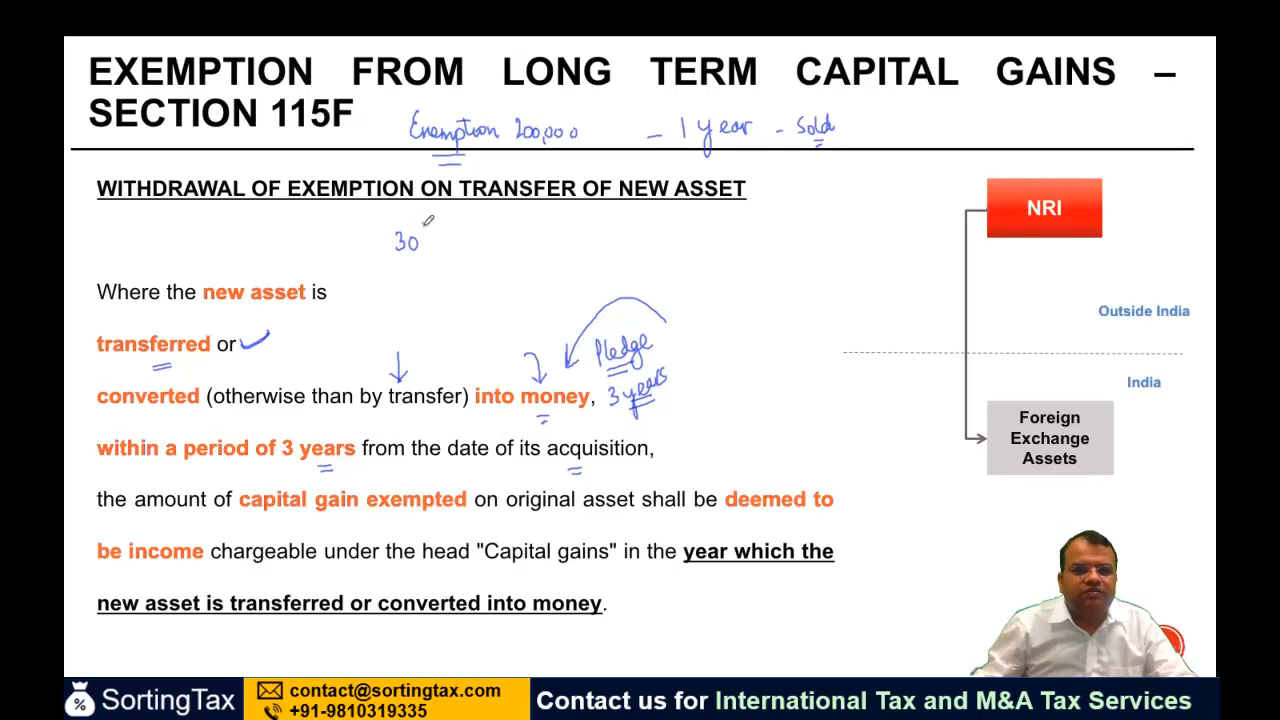 EXEMPTION FROM LONG TERM CAPITAL GAINS –
SECTION 115F
Exemption 200,000 – 1 year - Sold
WITHDRAWAL OF EXEMPTION ON TRANSFER OF NEW ASSET
30
Where the new asset is
transferred or
Pledge
converted (otherwise than by transfer) into money,
3 years
within a period of 3 years from the date of its acquisition,
the amount of capital gain exempted on original asset shall be deemed to
be income chargeable under the head "Capital gains" in the year which the
new asset is transferred or converted into money.
NRI
Outside India
India
Foreign
Exchange
Assets
SortingTax
contact@sortingtax.com
+91-9810319335
Contact us for International Tax and M&A Tax Services